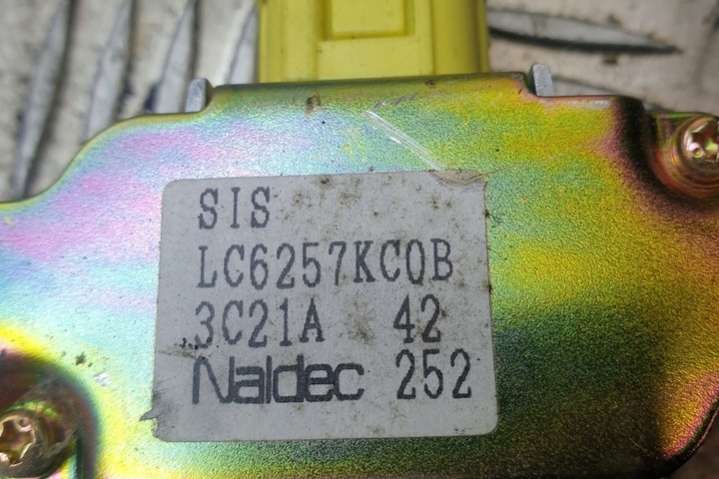 SIS
LC6257KC0B
3C21A 42
Naldec 252